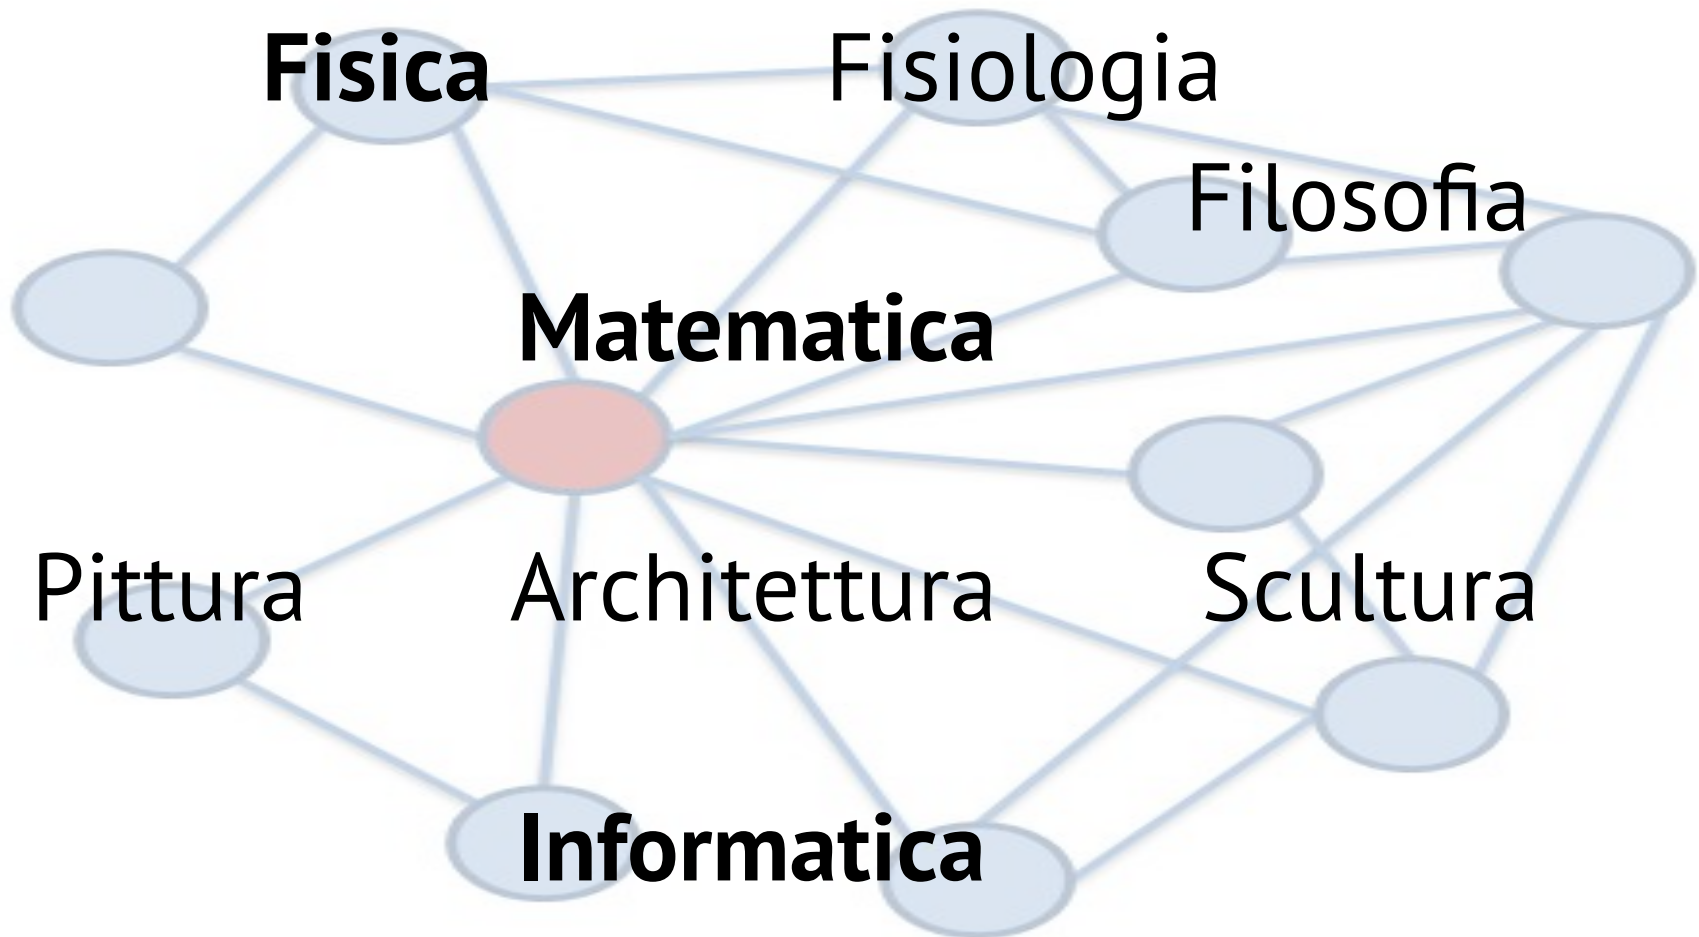 Fisica Fisiologia
Filosofia
Matematica
Pittura Architettura Scultura
Informatica